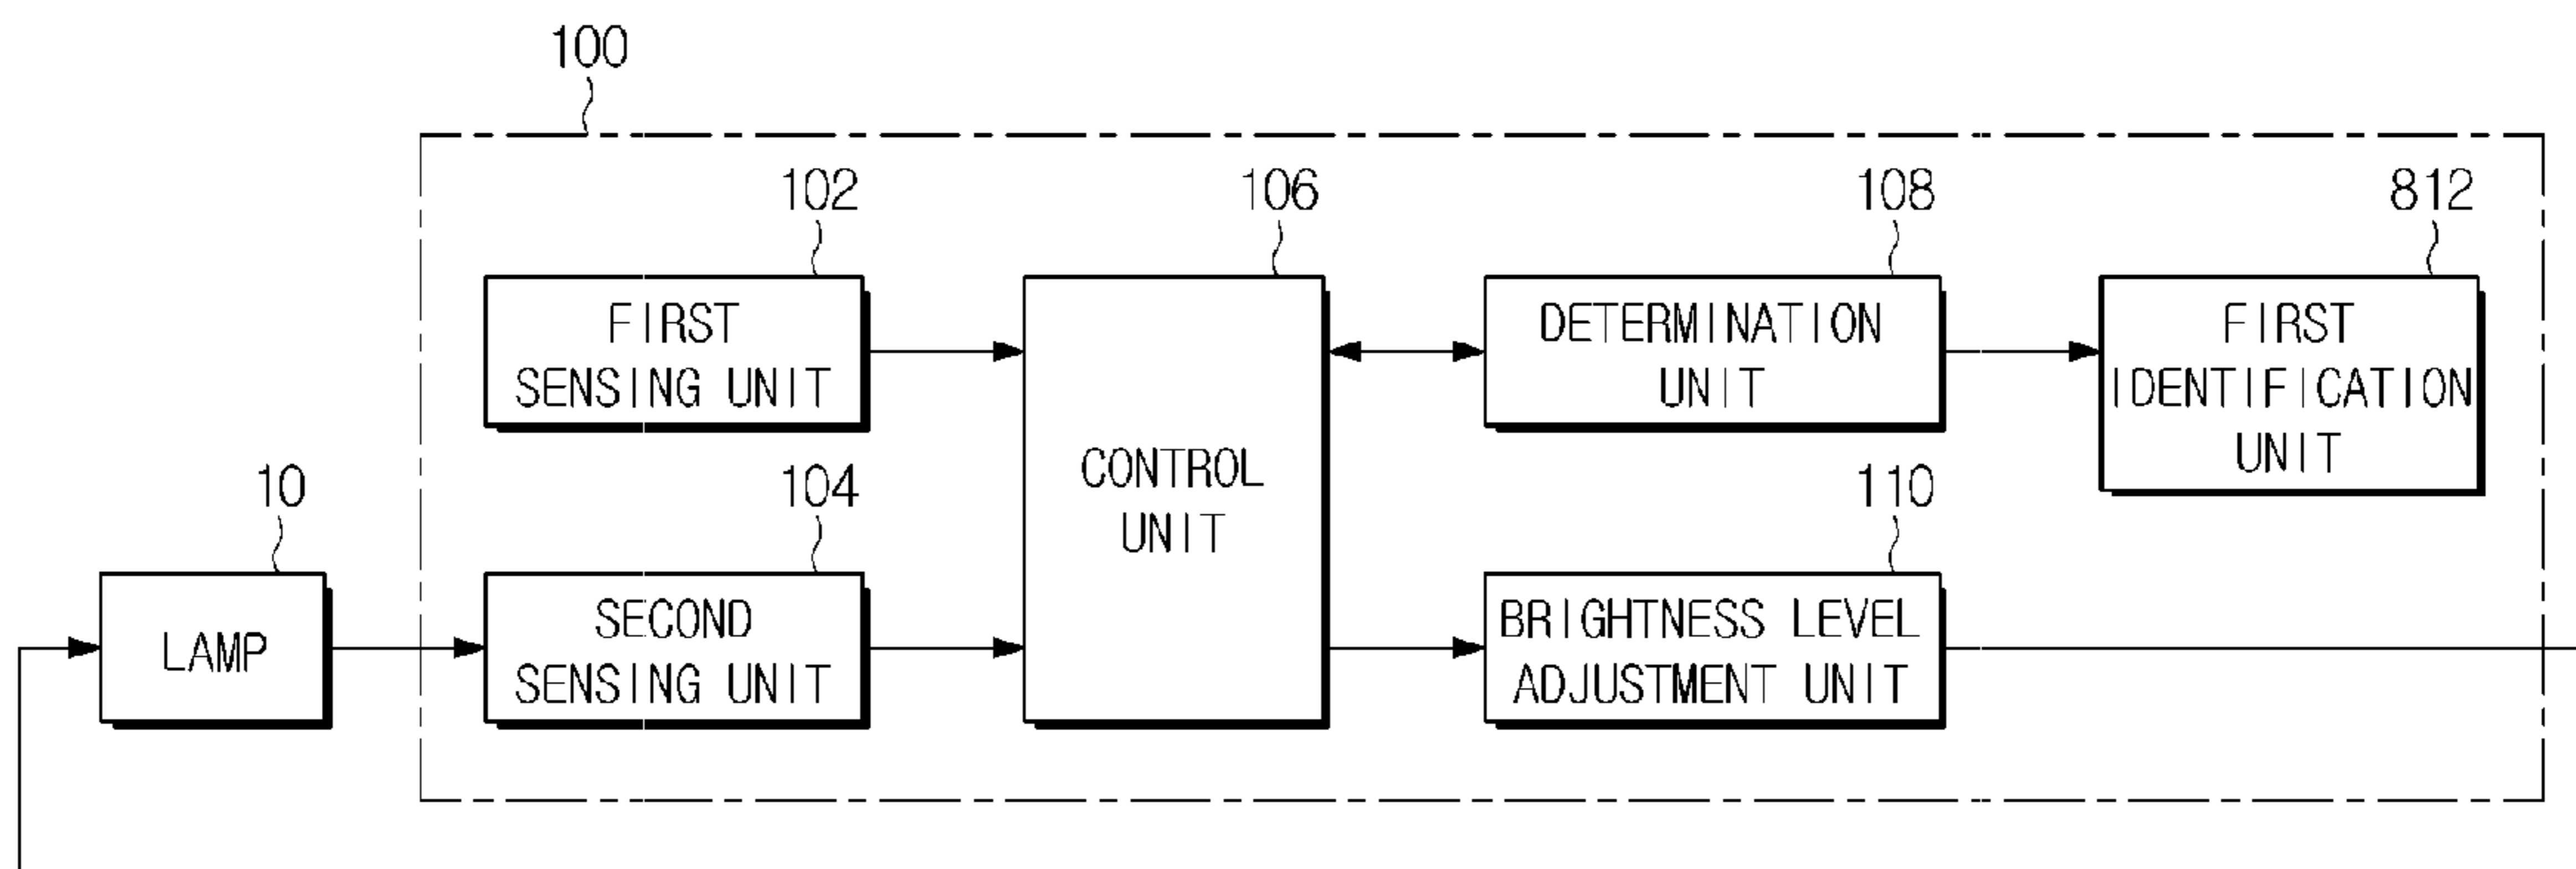 100
102
106
108
812
FIRST
SENSING UNIT
DETERMINATION
UNIT
FIRST
IDENTIFICATION
UNIT
CONTROL
UNIT
10
104
110
LAMP
SECOND
SENSING UNIT
BRIGHTNESS LEVEL
ADJUSTMENT UNIT